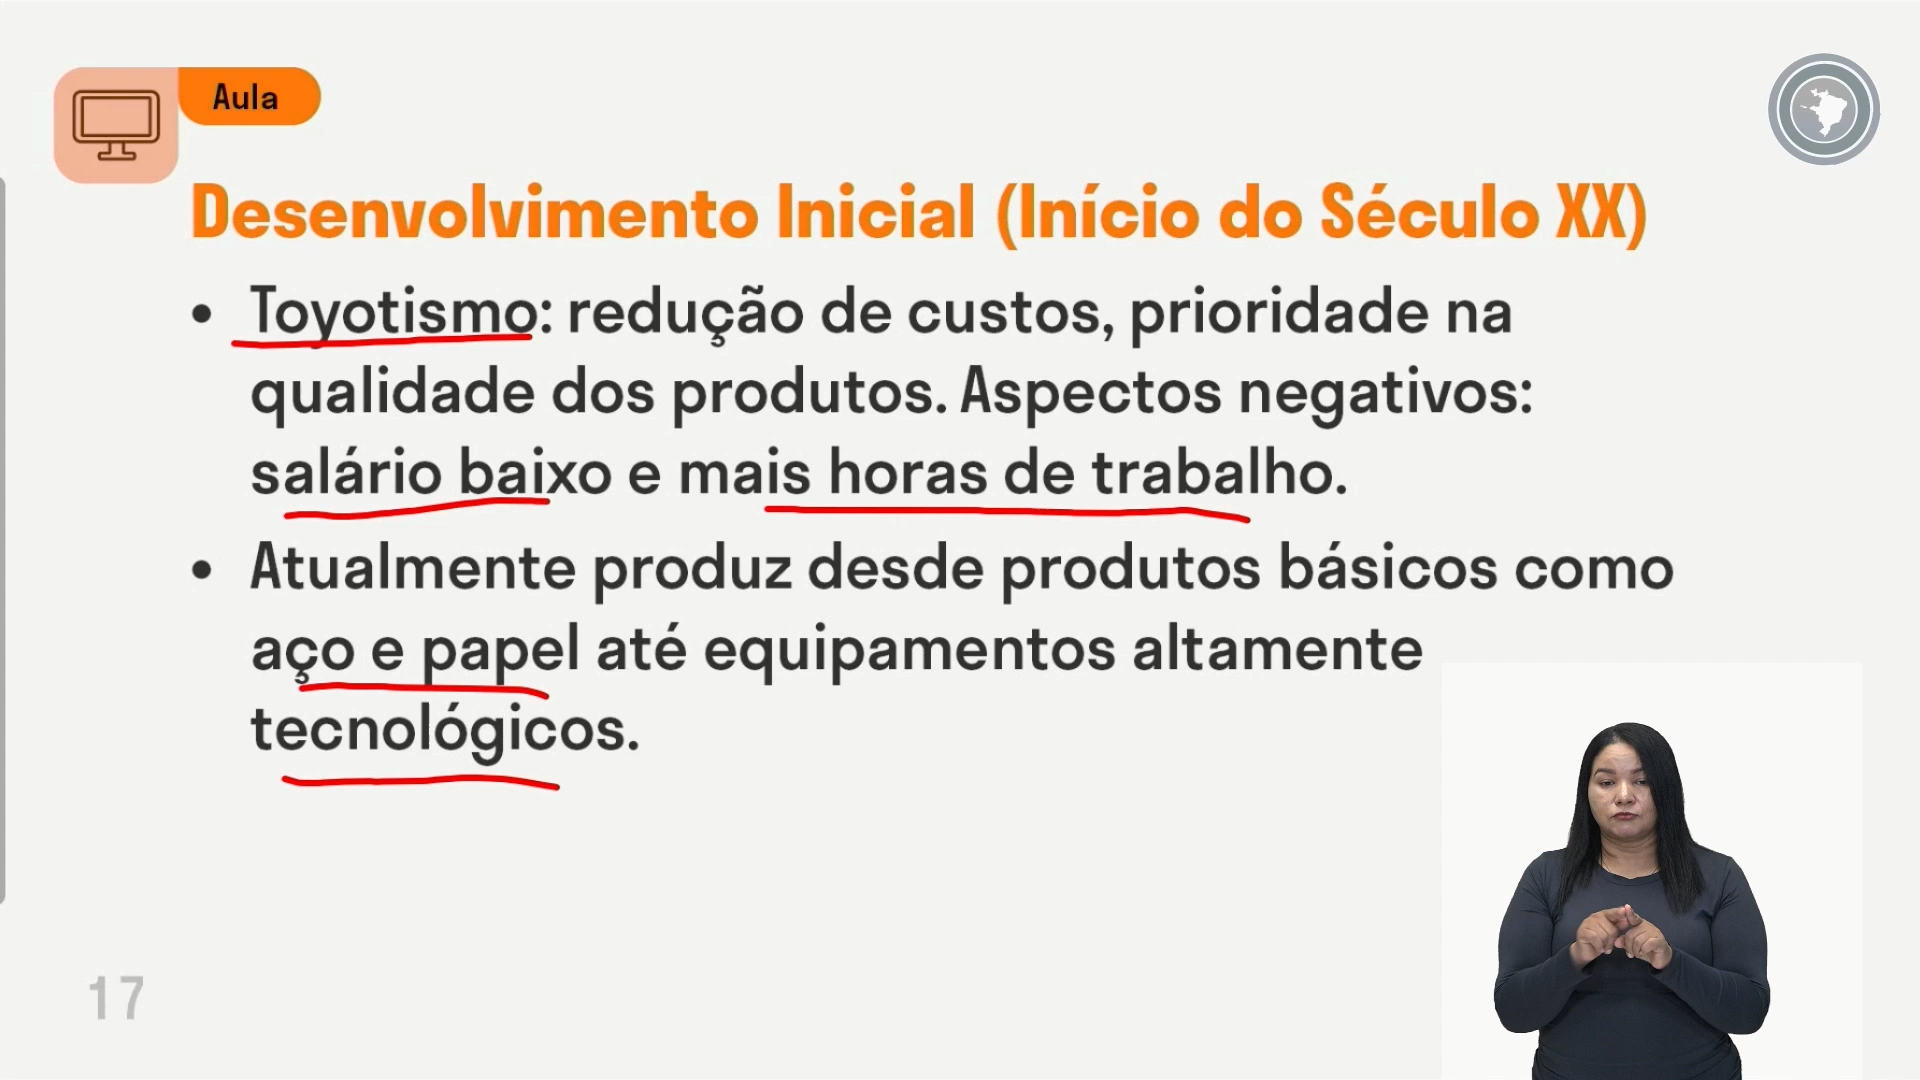 Aula
Desenvolvimento Inicial (Início do Século XX)
• Toyotismo: redução de custos, prioridade na
qualidade dos produtos. Aspectos negativos:
salário baixo e mais horas de trabalho.
• Atualmente produz desde produtos básicos como
aço e papel até equipamentos altamente
tecnológicos.
17